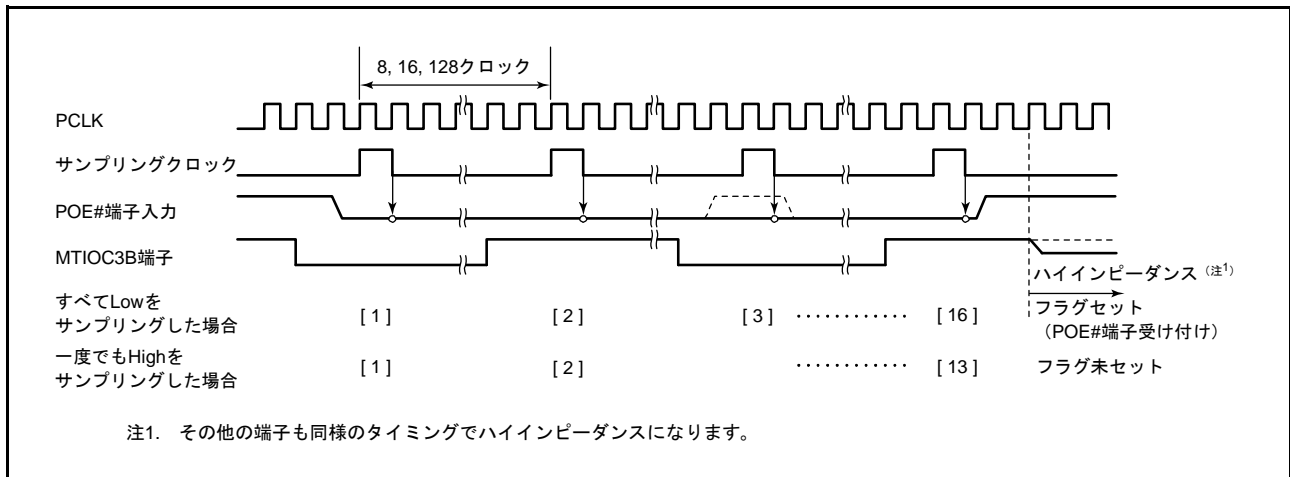 8, 16, 128クロック
PCLK
サンプリングクロック
POE#端子入力
MTIOC3B端子
ハイインピーダンス（注1）
すべてLowを
サンプリングした場合
[ 1 ]
[ 2 ]
[ 3 ]
············
[ 16 ]
フラグセット
（POE#端子受け付け）
一度でもHighを
サンプリングした場合
[ 1 ]
[ 2 ]
············
[ 13 ]
フラグ未セット
注1. その他の端子も同様のタイミングでハイインピーダンスになります。